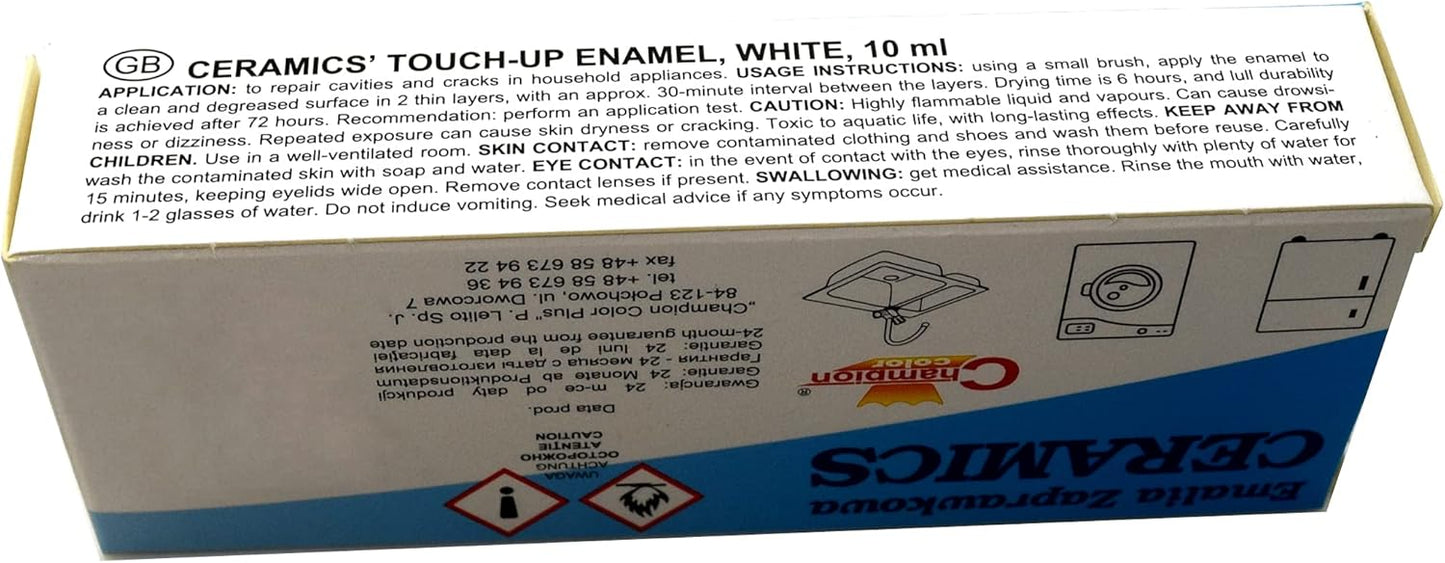 GB CERAMICS' TOUCH-UP ENAMEL, WHITE, 10 ml
APPLICATION: to repair cavities and cracks in household appliances. USAGE INSTRUCTIONS: using a small brush, apply the enamel to
a clean and degreased surface in 2 thin layers, with an approx. 30-minute interval between the layers. Drying time is 6 hours, and lull durability
is achieved after 72 hours. Recommendation: perform an application test. CAUTION: Highly flammable liquid and vapours. Can cause drowsi-
ness or dizziness. Repeated exposure can cause skin dryness or cracking. Toxic to aquatic life, with long-lasting effects. KEEP AWAY FROM
CHILDREN. Use in a well-ventilated room. SKIN CONTACT: remove contaminated clothing and shoes and wash them before reuse. Carefully
wash the contaminated skin with soap and water. EYE CONTACT: in the event of contact with the eyes, rinse thoroughly with plenty of water for
15 minutes, keeping eyelids wide open. Remove contact lenses if present. SWALLOWING: get medical assistance. Rinse the mouth with water,
drink 1-2 glasses of water. Do not induce vomiting. Seek medical advice if any symptoms occur.
Emalia Zaprawkowa
CERAMICS
Champion
color
®
UWAGA
ACHTUNG
ОСТОРОЖНО
ATENȚIE
CAUTION
Data prod.
Gwarancja: 24 m-ce od daty produkcji
Garantie: 24 Monate ab Produktionsdatum
Гарантия - 24 месяца с даты изготовления
Garantie: 24 luni de la data fabricației
24-month guarantee from the production date
„Champion Color Plus" P. Lelito Sp. J.
84-123 Połchowo, ul. Dworcowa 7
tel. +48 58 673 94 36
fax +48 58 673 94 22